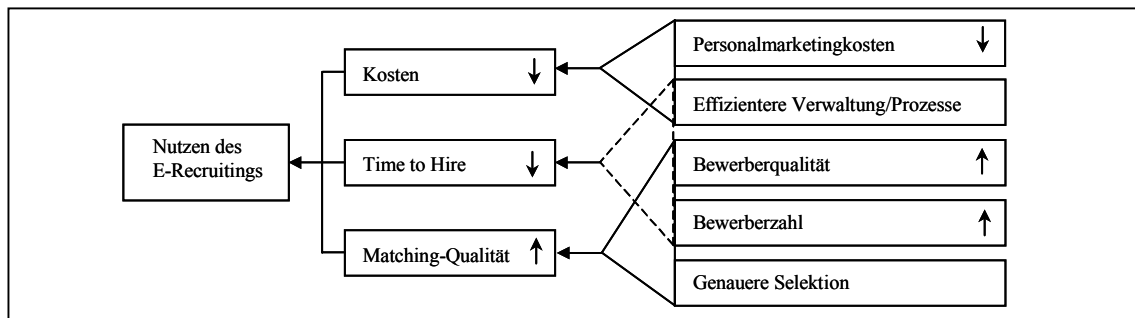 Nutzen des
E-Recruitings
Kosten
Time to Hire
Matching-Qualität
Personalmarketingkosten
Effizientere Verwaltung/Prozesse
Bewerberqualität
Bewerberzahl
Genauere Selektion